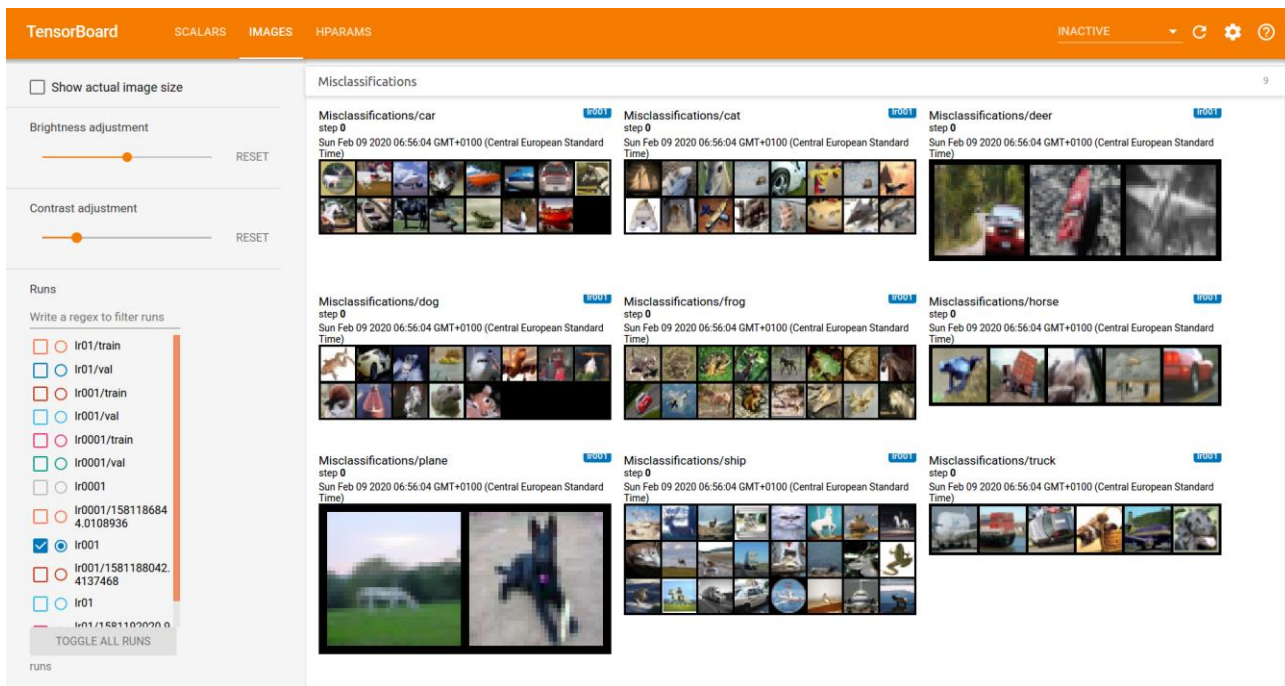 TensorBoard SCALARS IMAGES HPARAMS INACTIVE
Show actual image size
Brightness adjustment
RESET
Contrast adjustment
RESET
Runs
Write a regex to filter runs
lr01/train
lr01/val
lr001/train
lr001/val
lr0001/train
lr0001/val
lr0001
lr0001/158118684
4.0108936
lr001
lr001/1581188042.
4137468
lr01
lr01/1581192020.9
TOGGLE ALL RUNS
runs
Misclassifications 9
Misclassifications/car lr001
step 0
Sun Feb 09 2020 06:56:04 GMT+0100 (Central European Standard
Time)
Misclassifications/cat lr001
step 0
Sun Feb 09 2020 06:56:04 GMT+0100 (Central European Standard
Time)
Misclassifications/deer lr001
step 0
Sun Feb 09 2020 06:56:04 GMT+0100 (Central European Standard
Time)
Misclassifications/dog lr001
step 0
Sun Feb 09 2020 06:56:04 GMT+0100 (Central European Standard
Time)
Misclassifications/frog lr001
step 0
Sun Feb 09 2020 06:56:04 GMT+0100 (Central European Standard
Time)
Misclassifications/horse lr001
step 0
Sun Feb 09 2020 06:56:04 GMT+0100 (Central European Standard
Time)
Misclassifications/plane lr001
step 0
Sun Feb 09 2020 06:56:04 GMT+0100 (Central European Standard
Time)
Misclassifications/ship lr001
step 0
Sun Feb 09 2020 06:56:04 GMT+0100 (Central European Standard
Time)
Misclassifications/truck lr001
step 0
Sun Feb 09 2020 06:56:04 GMT+0100 (Central European Standard
Time)